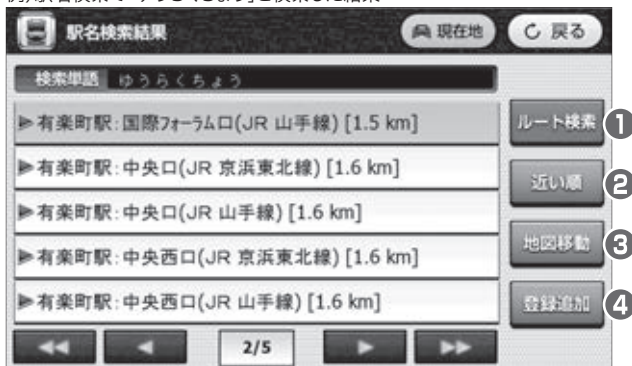 駅名検索結果
現在地
戻る
検索単語 ゆうらくちょう
有楽町駅:国際フォーラム口(JR 山手線) [1.5 km]
有楽町駅:中央口(JR 京浜東北線) [1.6 km]
有楽町駅:中央口(JR 山手線) [1.6 km]
有楽町駅:中央西口(JR 京浜東北線) [1.6 km]
有楽町駅:中央西口(JR 山手線) [1.6 km]
ルート検索 ❶
近い順 ❷
地図移動 ❸
登録追加 ❹
2/5